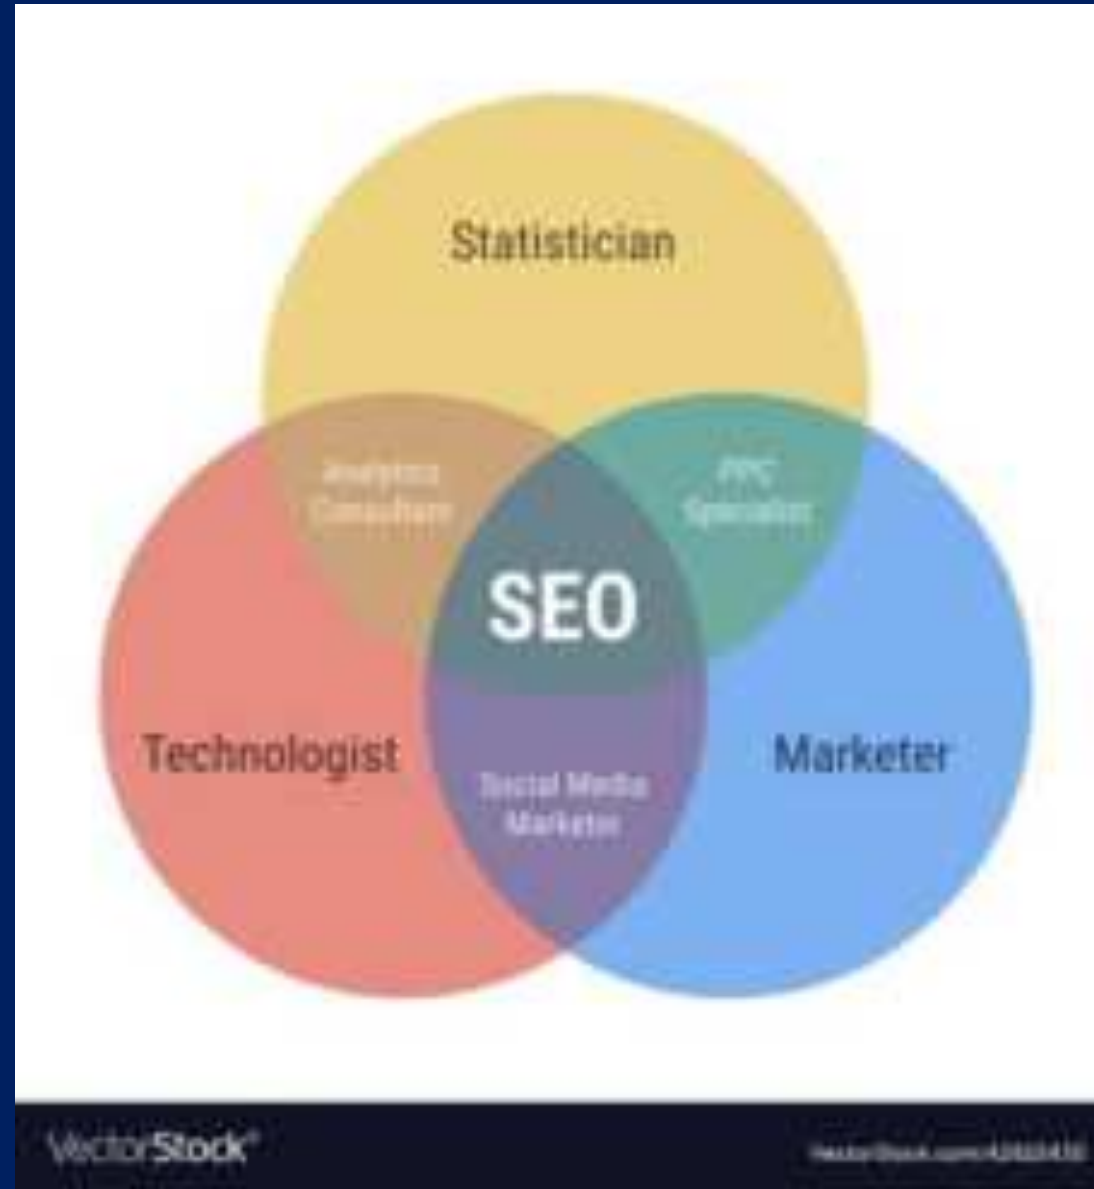 Statistician
Analytics
Consultant
PPC
Specialist
SEO
Technologist
Marketer
Social Media
Marketer
VectorStock®